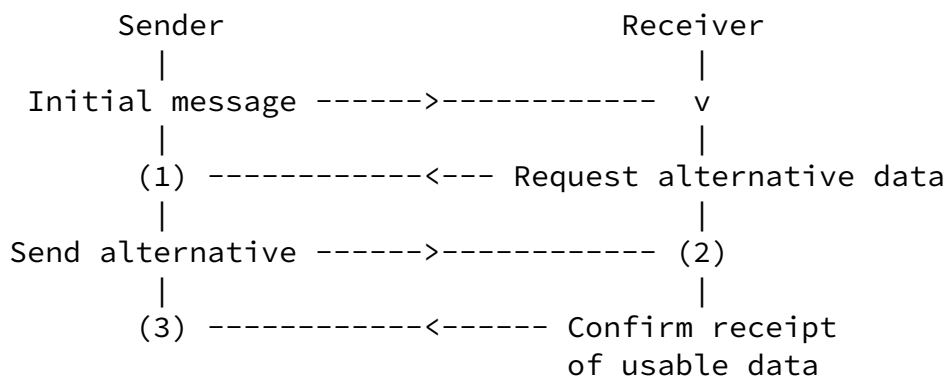 Sender                      Receiver
|                              |
Initial message ------>------------ v
|                              |
(1) ------------<--- Request alternative data
|                              |
Send alternative ------>------------ (2)
|                              |
(3) ------------<------ Confirm receipt
of usable data